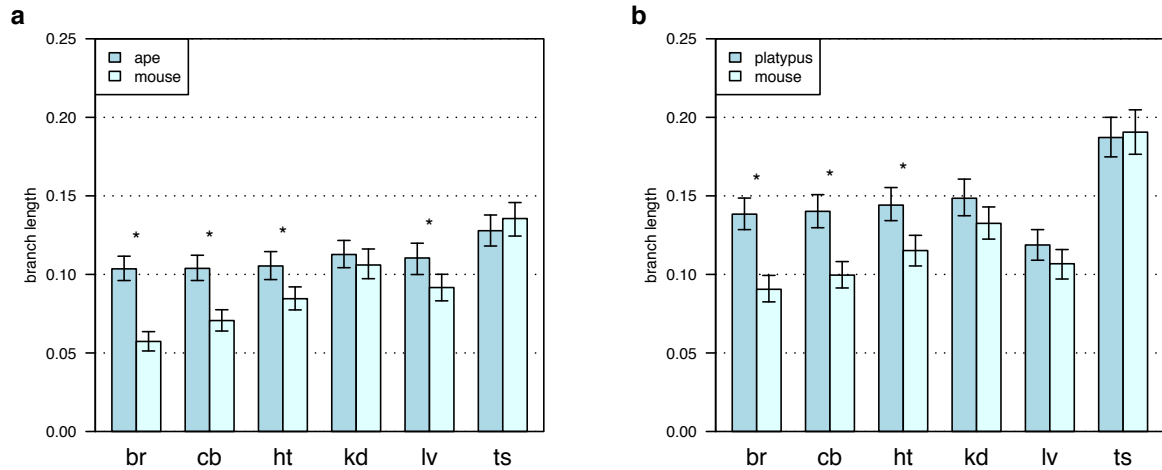 a
0.25
0.20
0.15
0.10
0.05
0.00
branch length
ape
mouse
*
*
*
*
br cb ht kd lv ts
b
0.25
0.20
0.15
0.10
0.05
0.00
branch length
platypus
mouse
*
*
*
br cb ht kd lv ts